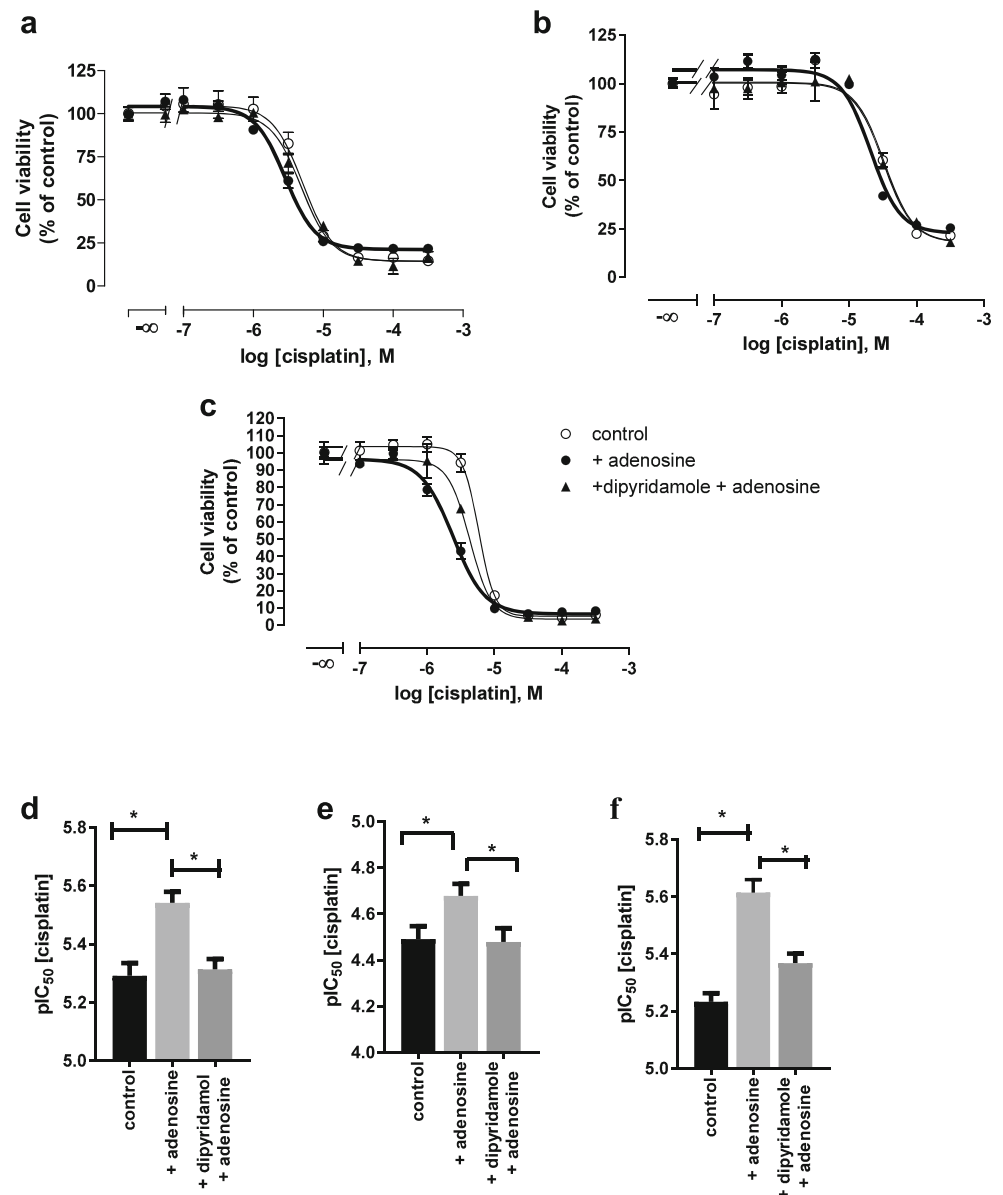 a
125
100
75
50
25
0
Cell viability
(% of control)
-∞
-7
-6
-5
-4
-3
log [cisplatin], M
b
125
100
75
50
25
0
Cell viability
(% of control)
-∞
-7
-6
-5
-4
-3
log [cisplatin], M
c
120
110
100
90
80
70
60
50
40
30
20
10
0
Cell viability
(% of control)
-∞
-7
-6
-5
-4
-3
log [cisplatin], M
control
+ adenosine
+dipyridamole + adenosine
d
5.8
5.6
5.4
5.2
5.0
pIC50 [cisplatin]
*
*
control
+ adenosine
+ dipyridamol
+ adenosine
e
5.0
4.8
4.6
4.4
4.2
4.0
pIC50 [cisplatin]
*
*
control
+ adenosine
+ dipyridamole
+ adenosine
f
5.8
5.6
5.4
5.2
5.0
pIC50 [cisplatin]
*
*
control
+ adenosine
+ dipyridamole
+ adenosine